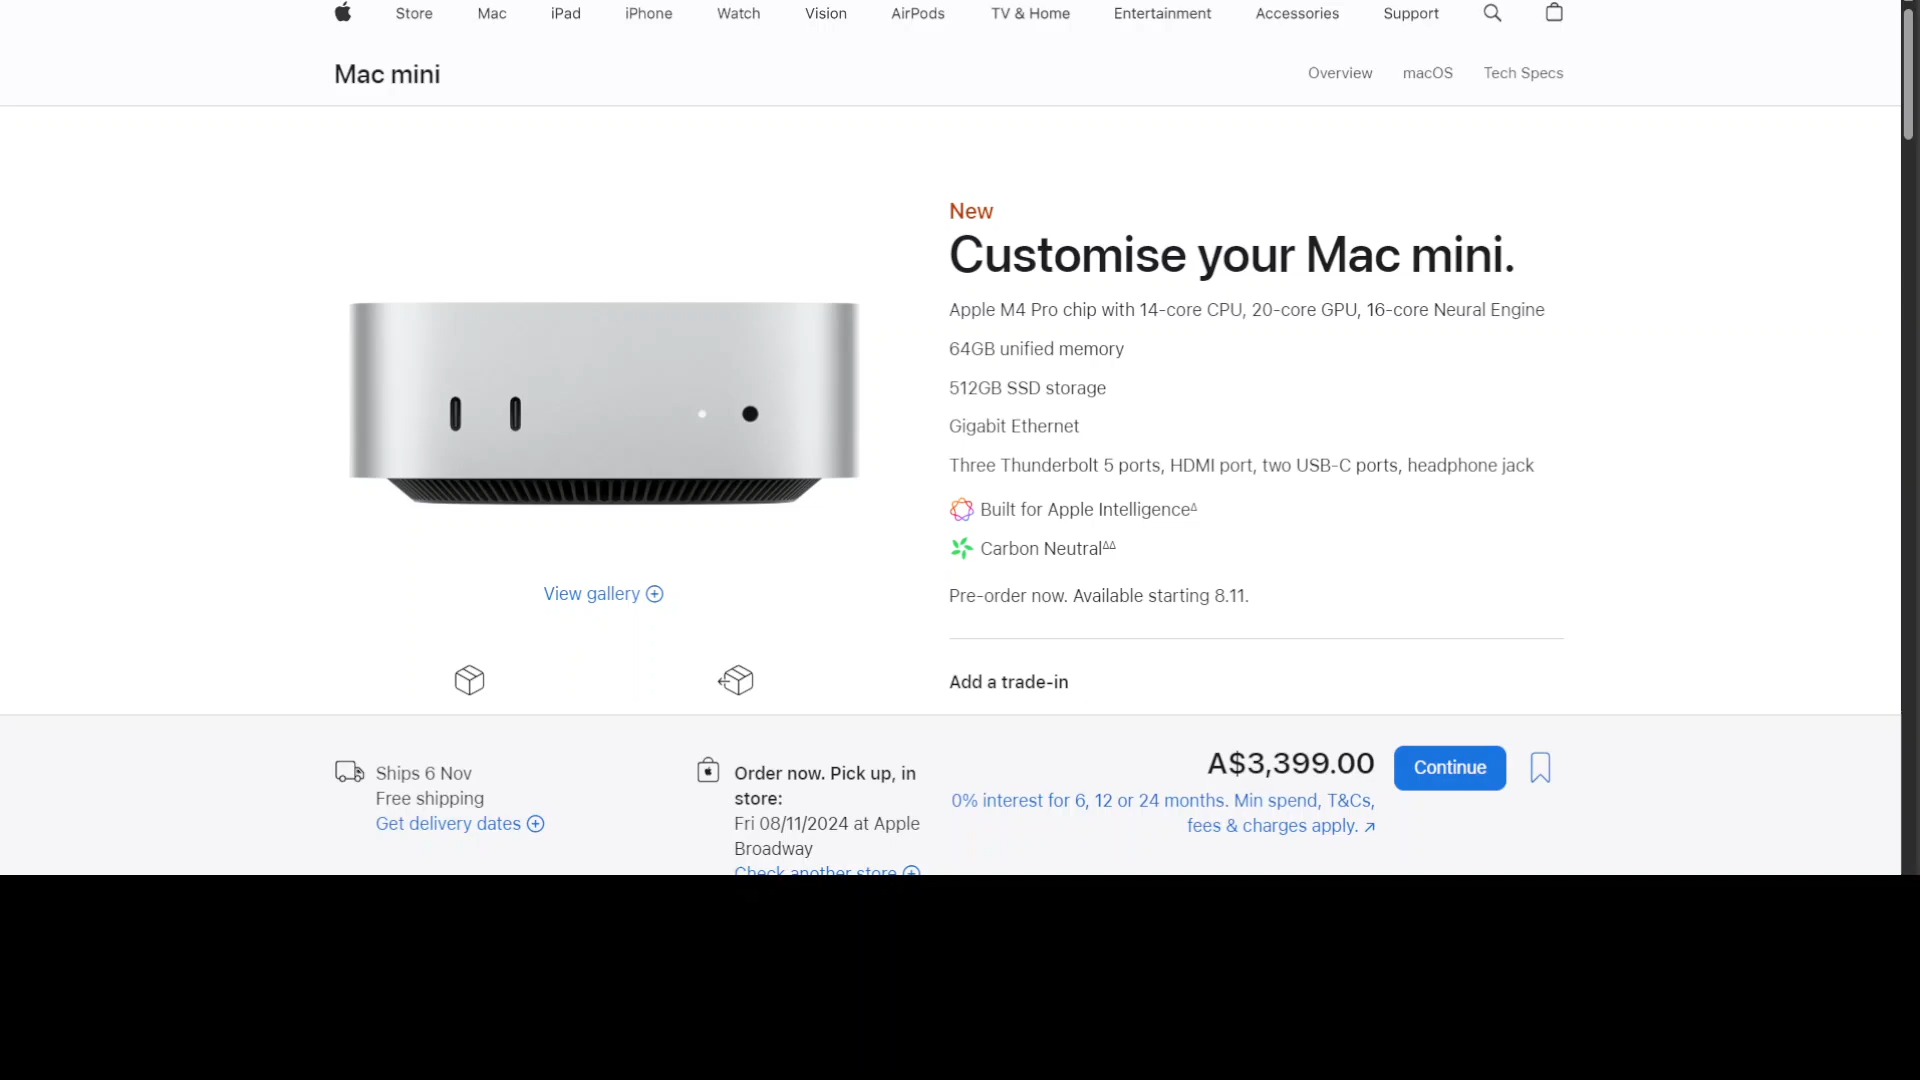 Store Mac iPad iPhone Watch Vision AirPods TV & Home Entertainment Accessories Support
Mac mini
Overview macOS Tech Specs
New
Customise your Mac mini.
Apple M4 Pro chip with 14-core CPU, 20-core GPU, 16-core Neural Engine
64GB unified memory
512GB SSD storage
Gigabit Ethernet
Three Thunderbolt 5 ports, HDMI port, two USB-C ports, headphone jack
Built for Apple Intelligence∆
Carbon Neutral∆∆
View gallery
Pre-order now. Available starting 8.11.
Add a trade-in
Ships 6 Nov
Free shipping
Get delivery dates
Order now. Pick up, in
store:
Fri 08/11/2024 at Apple
Broadway
Check another store
A$3,399.00
Continue
0% interest for 6, 12 or 24 months. Min spend, T&Cs,
fees & charges apply. ↗